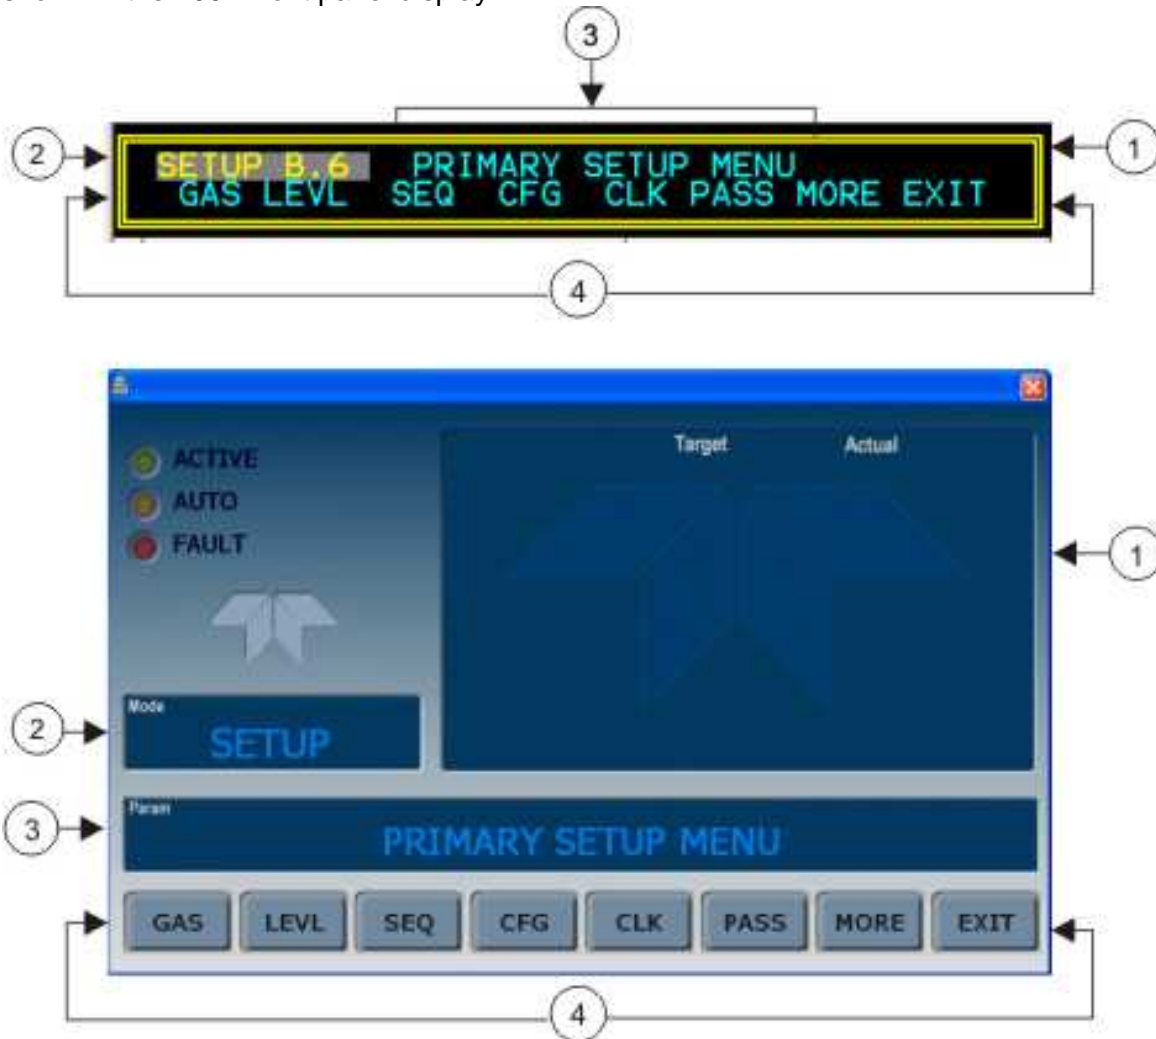 3
2
1
SETUP B.6 PRIMARY SETUP MENU
GAS LEVL SEQ CFG CLK PASS MORE EXIT
4
Target Actual
ACTIVE
AUTO
FAULT
1
Mode
2
SETUP
Param
3
PRIMARY SETUP MENU
GAS LEVL SEQ CFG CLK PASS MORE EXIT
4